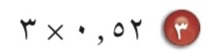 ٣ ٠,٥٢ × ٣